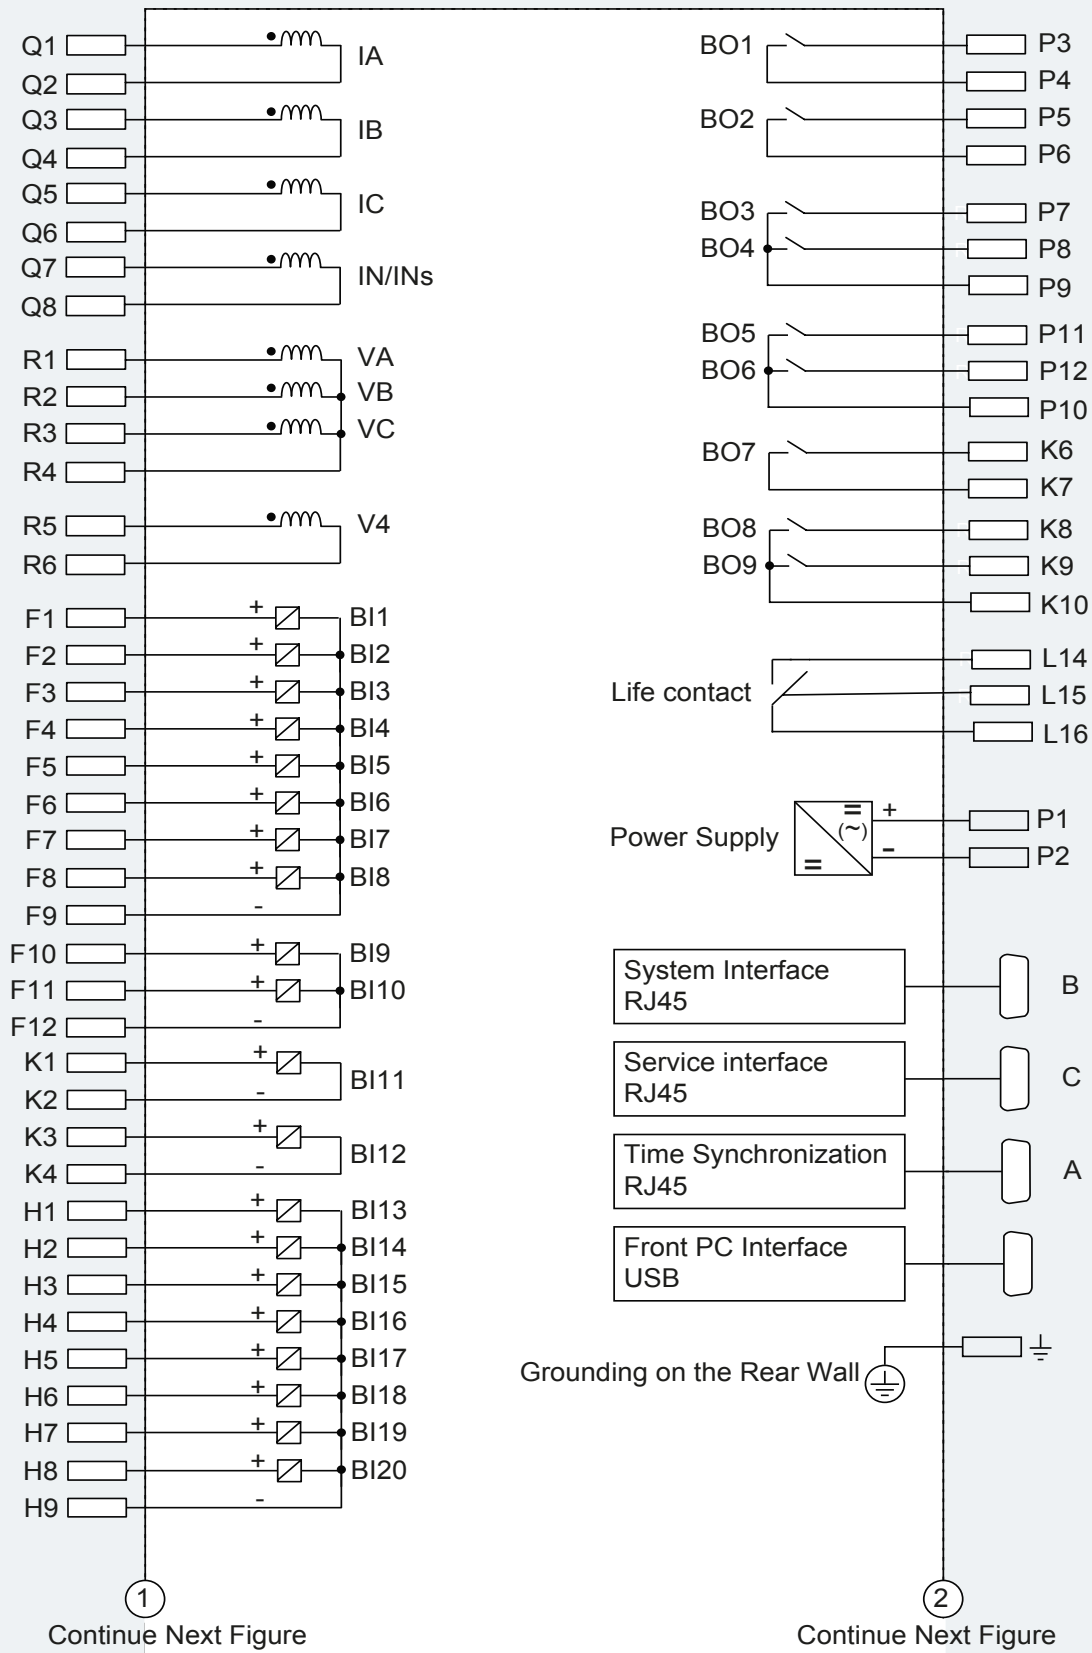 Q1 IA BO1 P3
Q2 P4
Q3 IB BO2 P5
Q4 P6
Q5 IC BO3 P7
Q6 BO4 P8
Q7 IN/INs P9
Q8
R1 VA BO5 P11
R2 VB BO6 P12
R3 VC P10
R4 BO7 K6
K7
R5 V4 BO8 K8
R6 BO9 K9
K10
F1 + BI1
F2 + BI2 L14
F3 + BI3 Life contact L15
F4 + BI4 L16
F5 + BI5
F6 + BI6 = + P1
F7 + BI7 Power Supply (~)
F8 + BI8 = - P2
F9 -
F10 + BI9 System Interface
F11 + BI10 RJ45 B
F12 -
K1 + BI11 Service interface
K2 - RJ45 C
K3 + BI12 Time Synchronization
K4 - RJ45 A
H1 + BI13
H2 + BI14 Front PC Interface
H3 + BI15 USB
H4 + BI16
H5 + BI17 Grounding on the Rear Wall
H6 + BI18
H7 + BI19
H8 + BI20
H9 -
1 2
Continue Next Figure Continue Next Figure